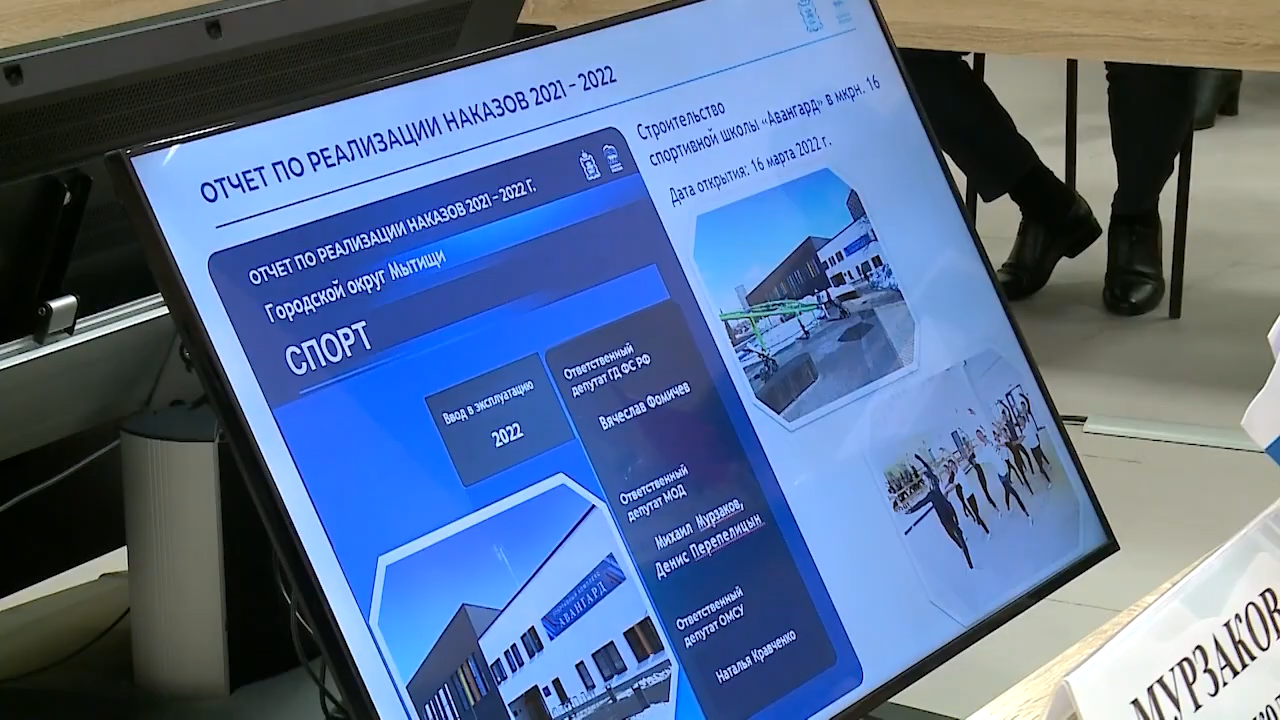 ОТЧЕТ ПО РЕАЛИЗАЦИИ НАКАЗОВ 2021 – 2022
Строительство
спортивной школы «Авангард» в мкрн. 16
Дата открытия: 16 марта 2022 г.
ОТЧЕТ ПО РЕАЛИЗАЦИИ НАКАЗОВ 2021 – 2022 Г.
Городской округ Мытищи
СПОРТ
Ввод в эксплуатацию
2022
Ответственный
депутат ГД ФС РФ
Вячеслав Фомичев
Ответственный
депутат МОД
Михаил Мурзаков,
Денис Перепелицын
Ответственный
депутат ОМСУ
Наталья Кравченко
АВАНГАРД
МУРЗАКОВ